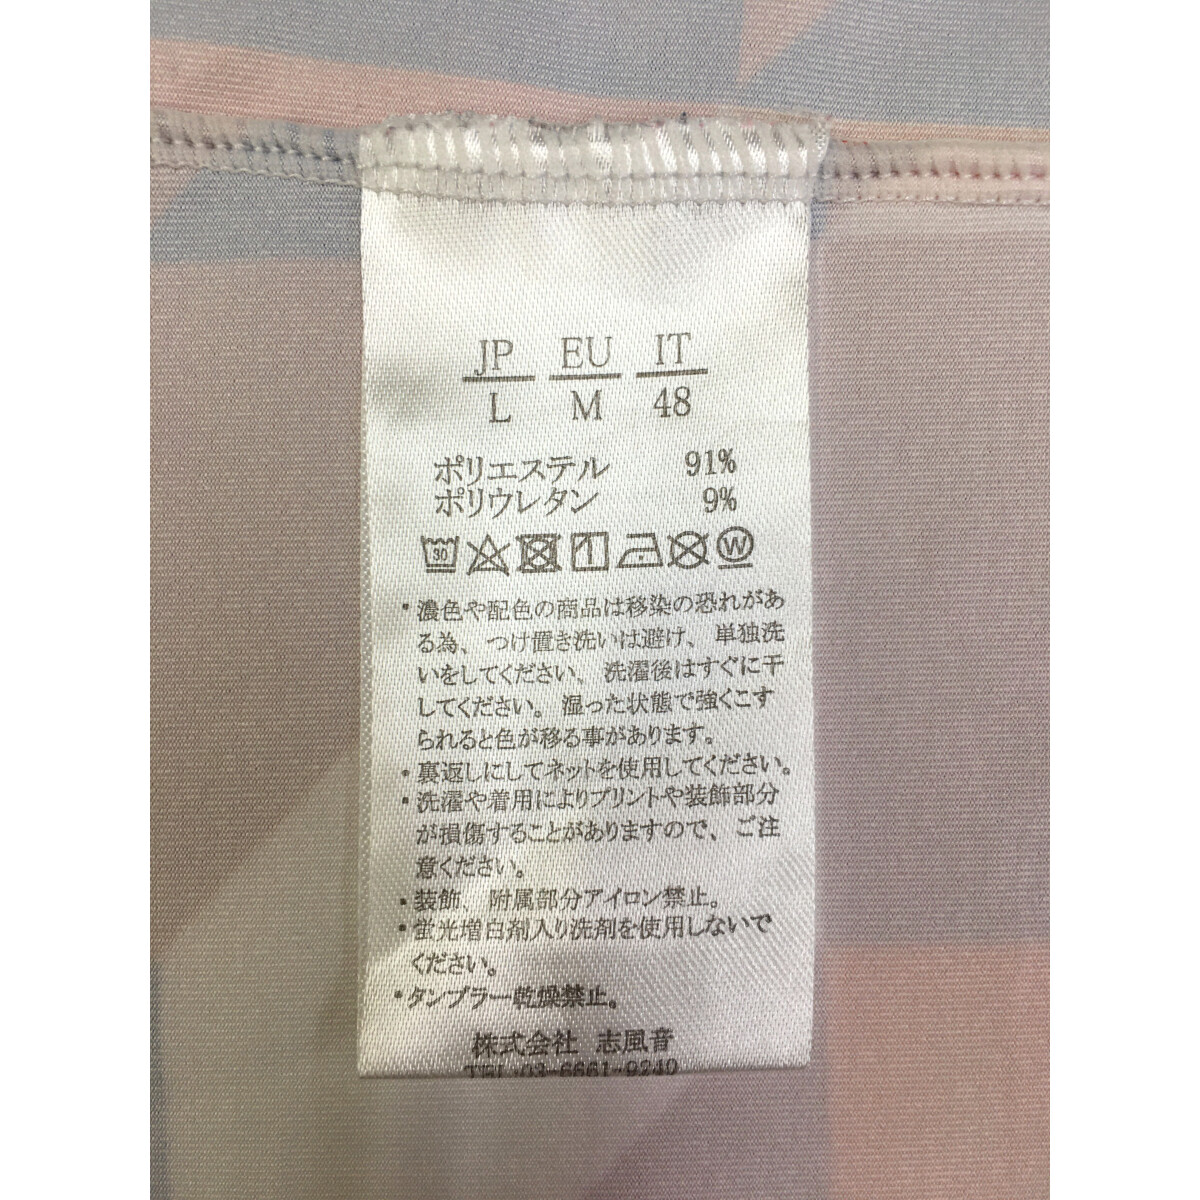 JP EU IT
L M 48
ポリエステル 91%
ポリウレタン 9%
30 W
・濃色や配色の商品は移染の恐れがあ
る為、つけ置き洗いは避け、単独洗
いをしてください、洗濯後はすぐに干
してください。湿った状態で強くこす
られると色が移る事があります。
・裏返しにしてネットを使用してください。
・洗濯や着用によりプリントや装飾部分
が損傷することがありますので、ご注
意ください。
・装飾、附属部分アイロン禁止。
・蛍光増白剤入り洗剤を使用しないで
ください。
・タンブラー乾燥禁止。
株式会社 志風音
TEL:03-6661-9240